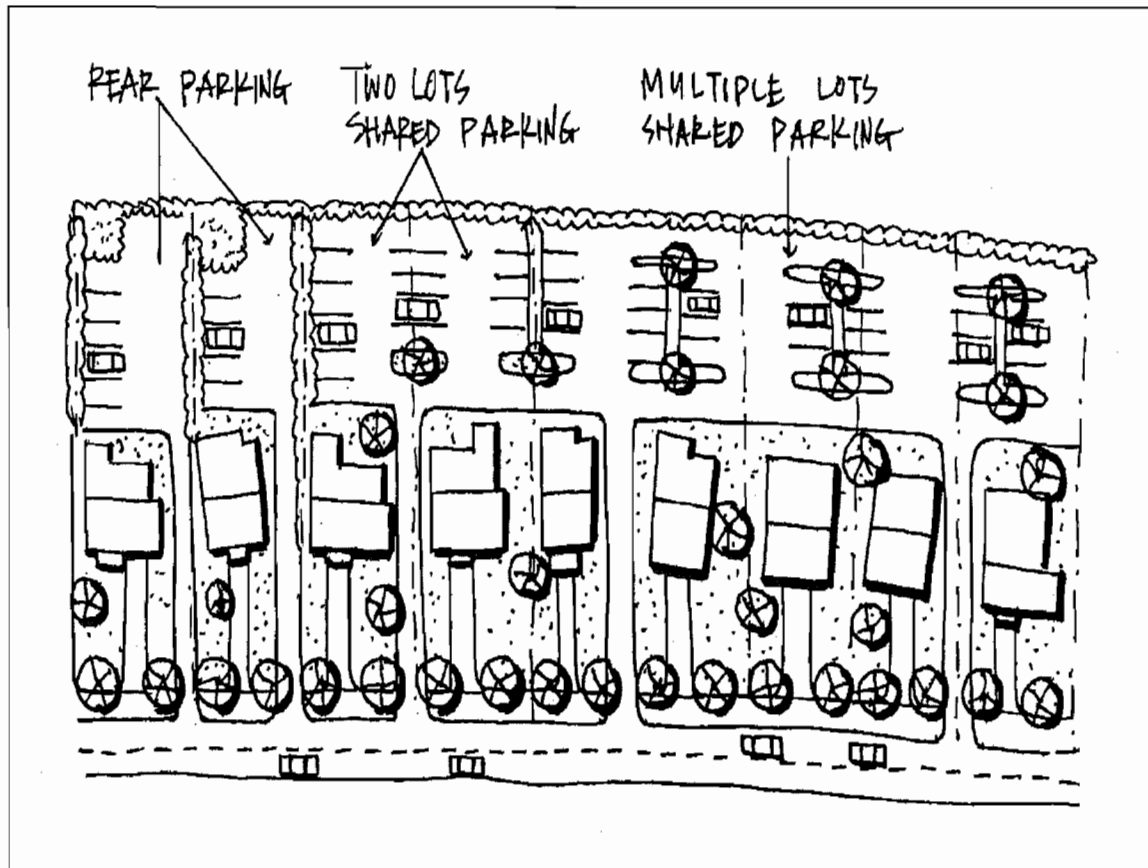 REAR PARKING
TWO LOTS
SHARED PARKING
MULTIPLE LOTS
SHARED PARKING